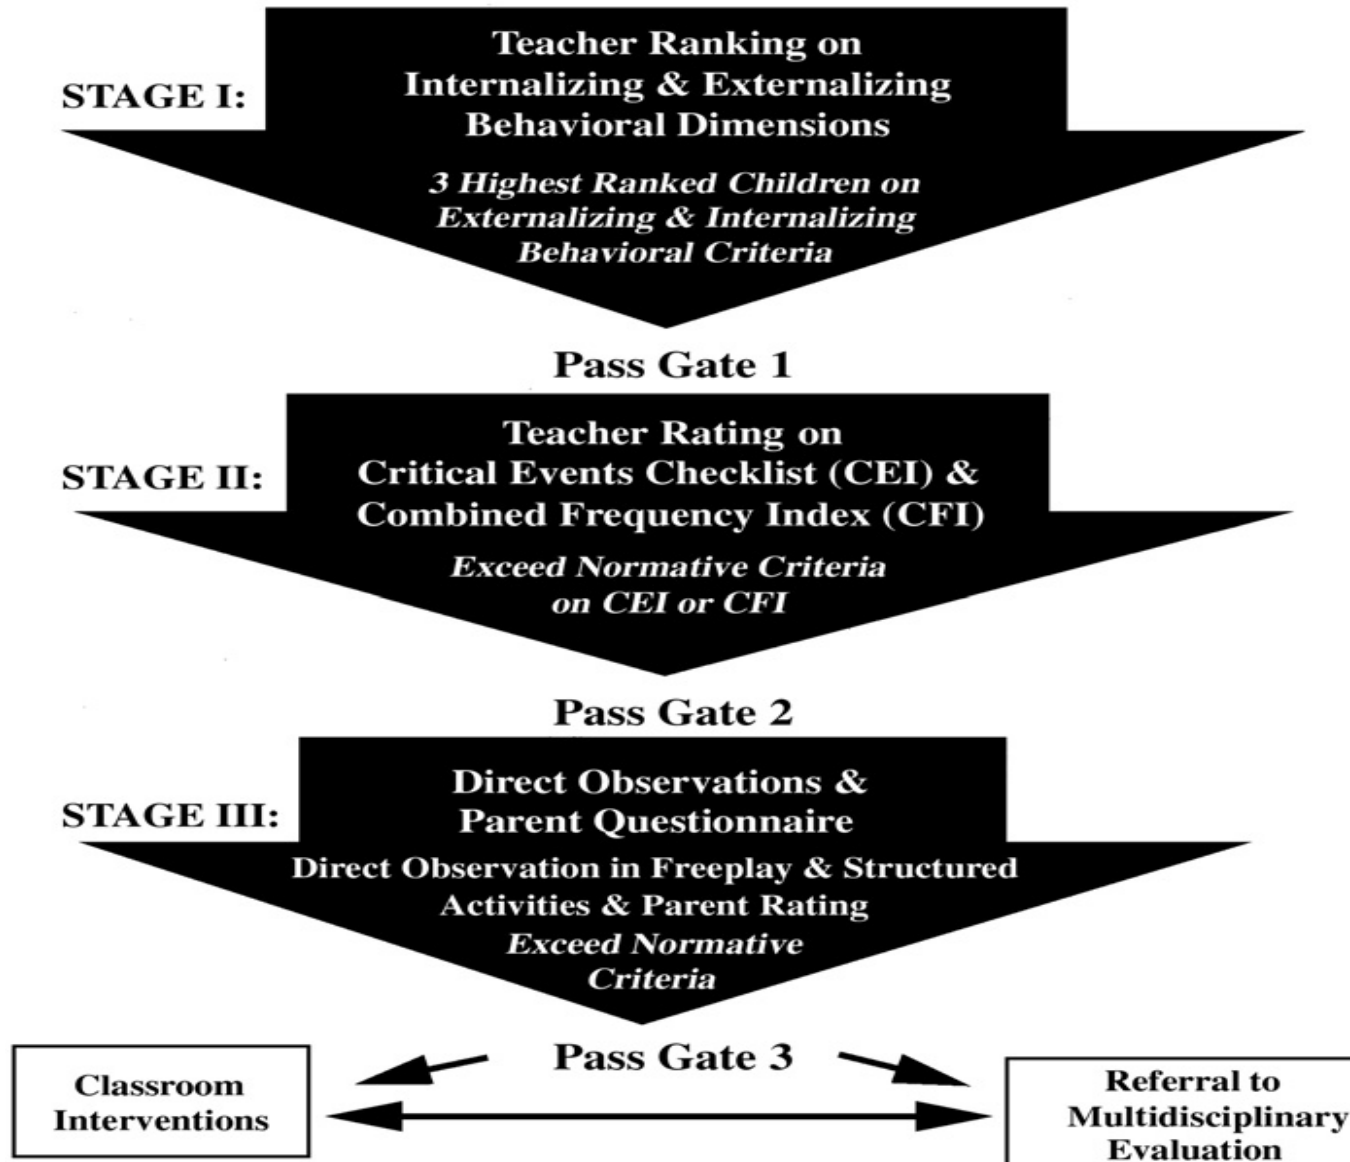 STAGE I:
Teacher Ranking on
Internalizing & Externalizing
Behavioral Dimensions
3 Highest Ranked Children on
Externalizing & Internalizing
Behavioral Criteria
Pass Gate 1
STAGE II:
Teacher Rating on
Critical Events Checklist (CEI) &
Combined Frequency Index (CFI)
Exceed Normative Criteria
on CEI or CFI
Pass Gate 2
STAGE III:
Direct Observations &
Parent Questionnaire
Direct Observation in Freeplay & Structured
Activities & Parent Rating
Exceed Normative
Criteria
Pass Gate 3
Classroom
Interventions
Referral to
Multidisciplinary
Evaluation